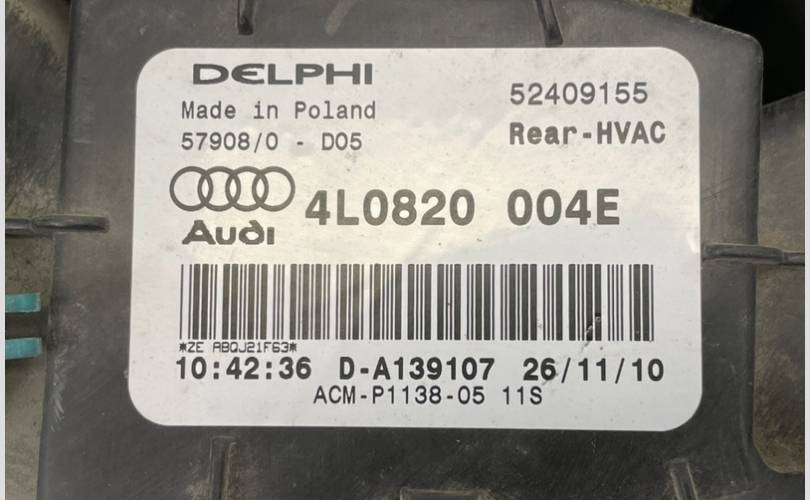 DELPHI
52409155
Made in Poland
Rear-HVAC
57908/0 - D05
4L0820 004E
Audi
*ZE ABQJ21F63*
10:42:36 D-A139107 26/11/10
ACM-P1138-05 11S